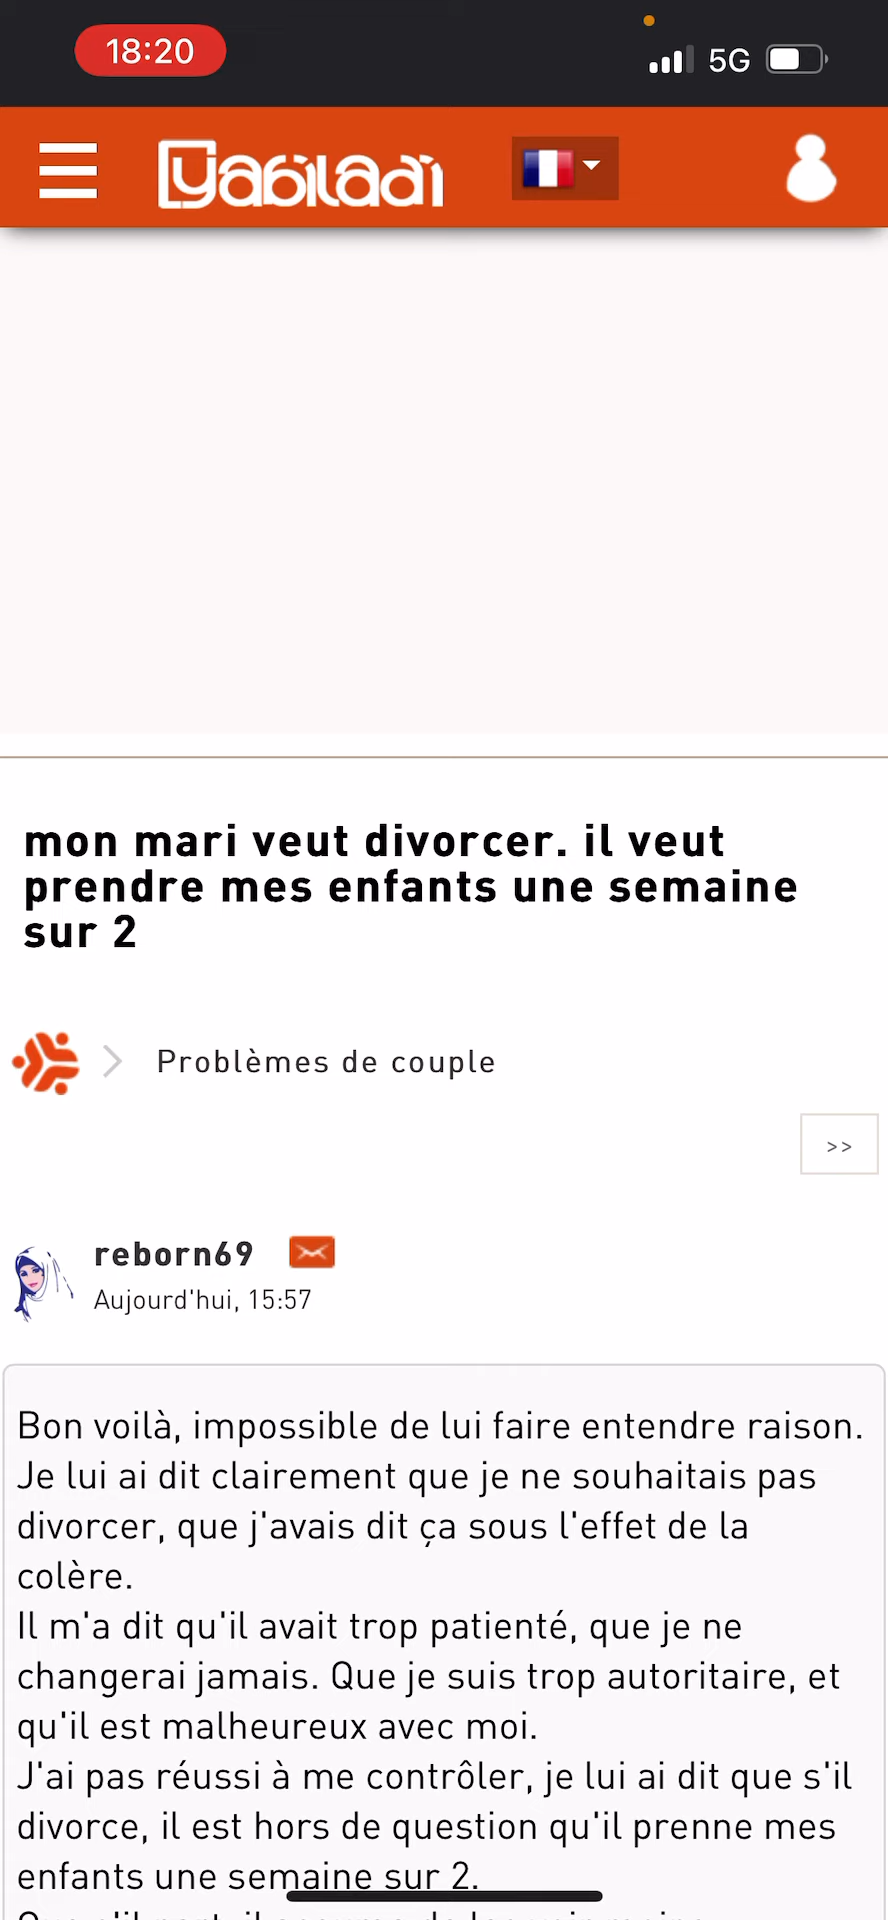 18:20
5G
Yabiladi
mon mari veut divorcer. il veut
prendre mes enfants une semaine
sur 2
Problèmes de couple
>>
reborn69
Aujourd'hui, 15:57
Bon voilà, impossible de lui faire entendre raison.
Je lui ai dit clairement que je ne souhaitais pas
divorcer, que j'avais dit ça sous l'effet de la
colère.
Il m'a dit qu'il avait trop patienté, que je ne
changerai jamais. Que je suis trop autoritaire, et
qu'il est malheureux avec moi.
J'ai pas réussi à me contrôler, je lui ai dit que s'il
divorce, il est hors de question qu'il prenne mes
enfants une semaine sur 2.